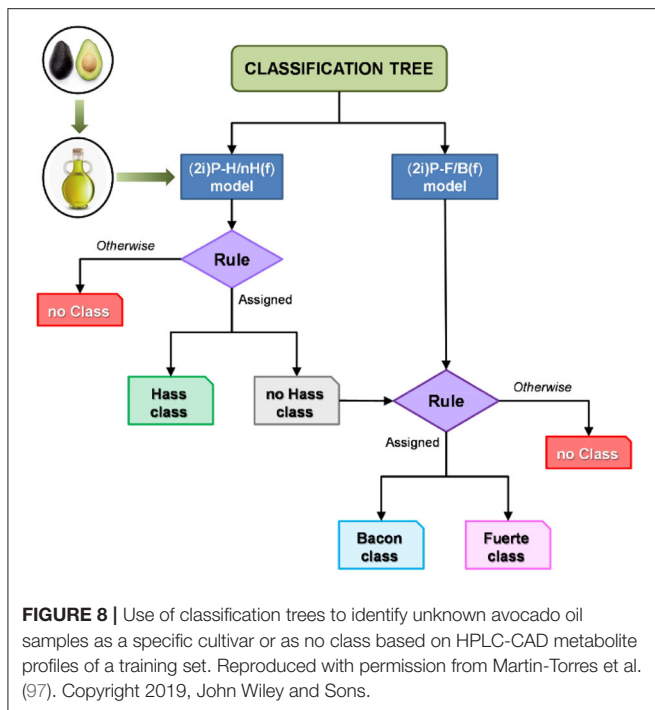 CLASSIFICATION TREE
(2i)P-H/nH(f)
model
(2i)P-F/B(f)
model
Otherwise
Rule
no Class
Assigned
Hass
class
no Hass
class
Rule
Otherwise
no Class
Assigned
Bacon
class
Fuerte
class
FIGURE 8 | Use of classification trees to identify unknown avocado oil
samples as a specific cultivar or as no class based on HPLC-CAD metabolite
profiles of a training set. Reproduced with permission from Martin-Torres et al.
(97). Copyright 2019, John Wiley and Sons.